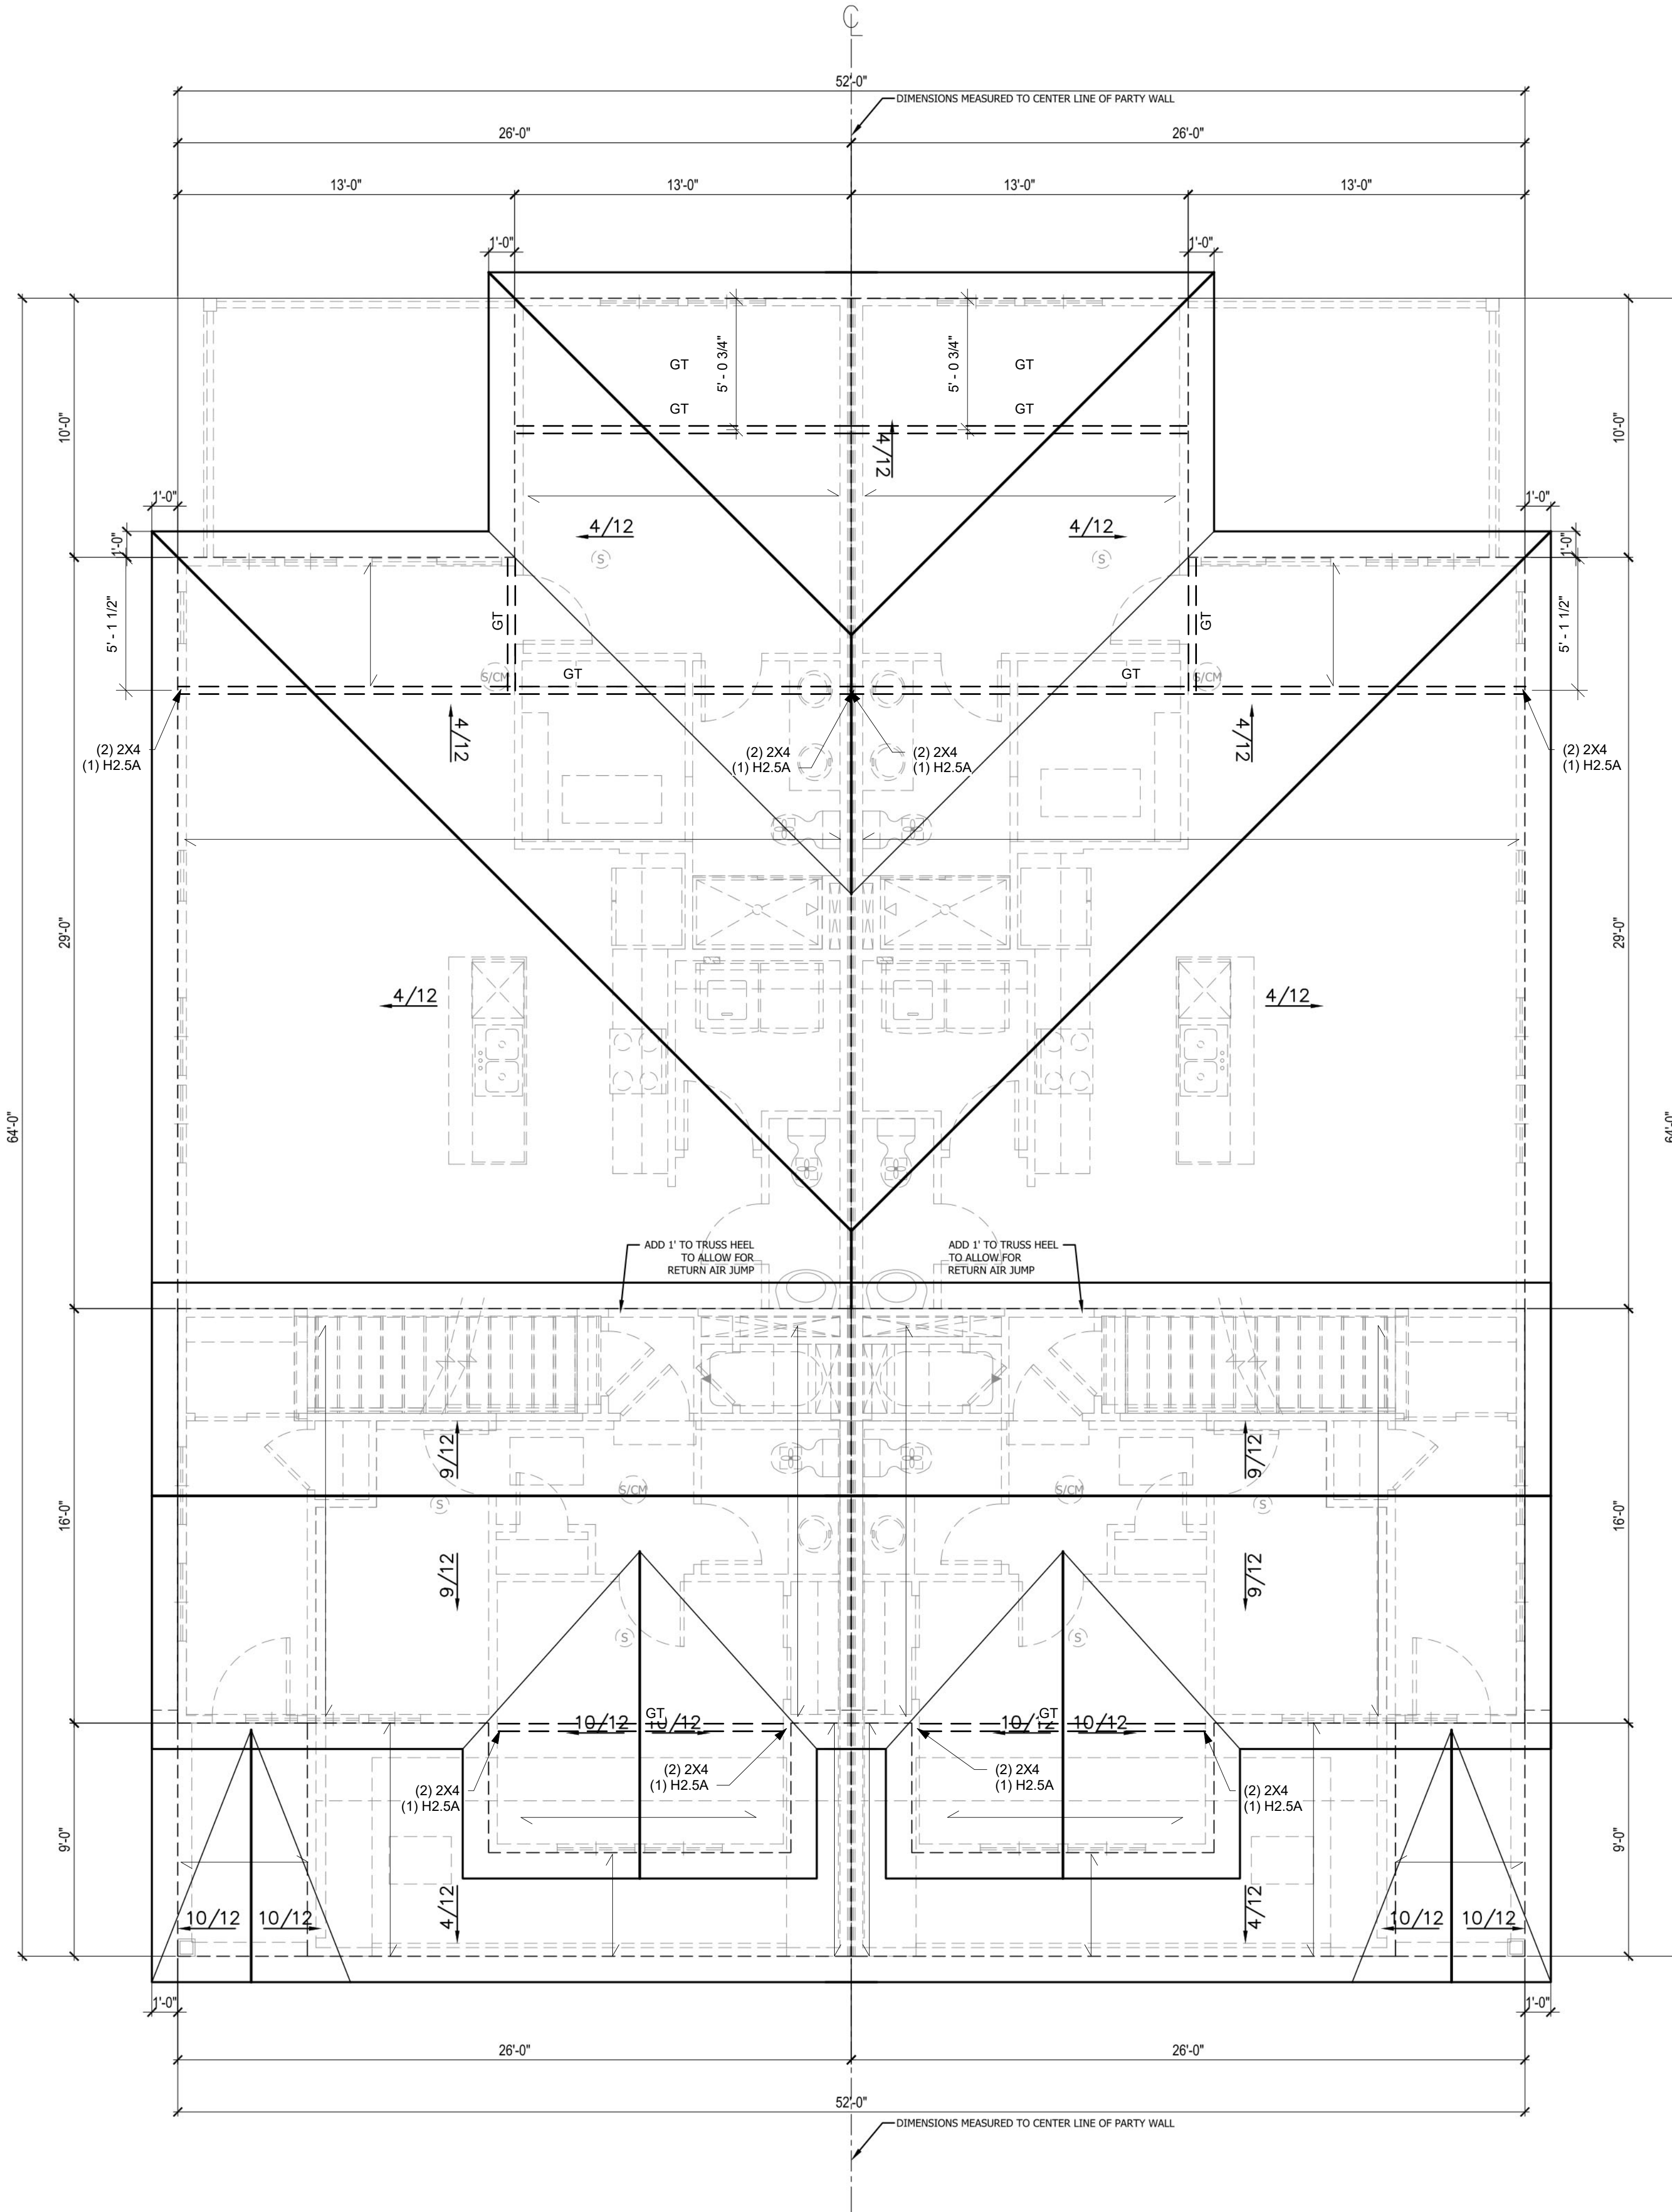 CL
52'-0"
DIMENSIONS MEASURED TO CENTER LINE OF PARTY WALL
26'-0" 26'-0"
13'-0" 13'-0" 13'-0" 13'-0"
1'-0" 1'-0"
GT 5' - 0 3/4" 5' - 0 3/4" GT
GT GT
10'-0" 10'-0"
4/12
1'-0" 1'-0"
4/12 4/12
1'-0" 1'-0"
S S
5' - 1 1/2" 5' - 1 1/2"
GT GT
S/CM GT GT S/CM
4/12 4/12
(2) 2X4 (2) 2X4 (2) 2X4 (2) 2X4
(1) H2.5A (1) H2.5A (1) H2.5A (1) H2.5A
29'-0" 29'-0"
4/12 4/12
64'-0" 64'-0"
ADD 1' TO TRUSS HEEL ADD 1' TO TRUSS HEEL
TO ALLOW FOR TO ALLOW FOR
RETURN AIR JUMP RETURN AIR JUMP
9/12 9/12
S/CM S/CM
S S
16'-0" 16'-0"
9/12 9/12
S S
GT GT
10/12 10/12 10/12 10/12
(2) 2X4 (2) 2X4
(1) H2.5A (1) H2.5A
(2) 2X4 (2) 2X4
(1) H2.5A (1) H2.5A
9'-0" 9'-0"
4/12 4/12
10/12 10/12 10/12 10/12
1'-0" 1'-0"
26'-0" 26'-0"
52'-0"
DIMENSIONS MEASURED TO CENTER LINE OF PARTY WALL